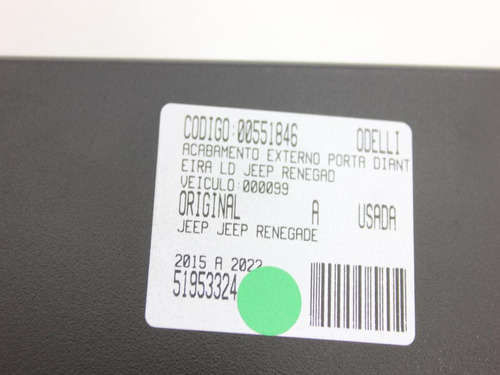 CODIGO:00551846 ODELLI
ACABAMENTO EXTERNO PORTA DIANT
EIRA LD JEEP RENEGAD
VEICULO:000099
ORIGINAL A USADA
JEEP JEEP RENEGADE
2015 A 2022
51953324